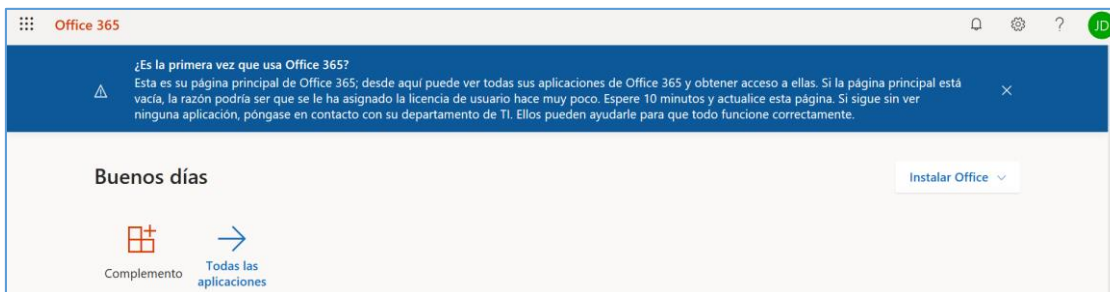 Office 365
?
JD
¿Es la primera vez que usa Office 365?
Esta es su página principal de Office 365; desde aquí puede ver todas sus aplicaciones de Office 365 y obtener acceso a ellas. Si la página principal está
vacía, la razón podría ser que se le ha asignado la licencia de usuario hace muy poco. Espere 10 minutos y actualice esta página. Si sigue sin ver
ninguna aplicación, póngase en contacto con su departamento de TI. Ellos pueden ayudarle para que todo funcione correctamente.
Buenos días
Instalar Office
Complemento
Todas las
aplicaciones